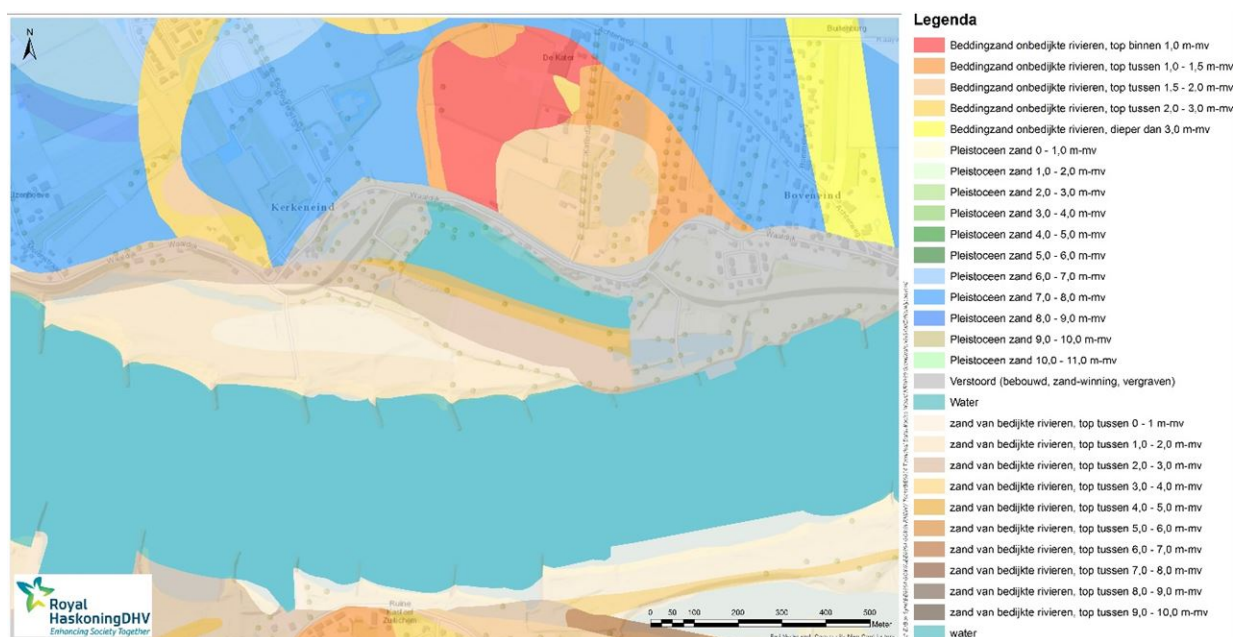 Legenda
Beddingzand onbedijkte rivieren, top binnen 1,0 m-mv
Beddingzand onbedijkte rivieren, top tussen 1,0 - 1,5 m-mv
Beddingzand onbedijkte rivieren, top tussen 1,5 - 2,0 m-mv
Beddingzand onbedijkte rivieren, top tussen 2,0 - 3,0 m-mv
Beddingzand onbedijkte rivieren, dieper dan 3,0 m-mv
Pleistoceen zand 0 - 1,0 m-mv
Pleistoceen zand 1,0 - 2,0 m-mv
Pleistoceen zand 2,0 - 3,0 m-mv
Pleistoceen zand 3,0 - 4,0 m-mv
Pleistoceen zand 4,0 - 5,0 m-mv
Pleistoceen zand 5,0 - 6,0 m-mv
Pleistoceen zand 6,0 - 7,0 m-mv
Pleistoceen zand 7,0 - 8,0 m-mv
Pleistoceen zand 8,0 - 9,0 m-mv
Pleistoceen zand 9,0 - 10,0 m-mv
Pleistoceen zand 10,0 - 11,0 m-mv
Verstoord (bebouwd, zand-winning, vergraven)
Water
zand van bedijkte rivieren, top tussen 0 - 1 m-mv
zand van bedijkte rivieren, top tussen 1,0 - 2,0 m-mv
zand van bedijkte rivieren, top tussen 2,0 - 3,0 m-mv
zand van bedijkte rivieren, top tussen 3,0 - 4,0 m-mv
zand van bedijkte rivieren, top tussen 4,0 - 5,0 m-mv
zand van bedijkte rivieren, top tussen 5,0 - 6,0 m-mv
zand van bedijkte rivieren, top tussen 6,0 - 7,0 m-mv
zand van bedijkte rivieren, top tussen 7,0 - 8,0 m-mv
zand van bedijkte rivieren, top tussen 8,0 - 9,0 m-mv
zand van bedijkte rivieren, top tussen 9,0 - 10,0 m-mv
water
N
Kerkeneind
Boveneind
Royal
HaskoningDHV
Enhancing Society Together
0 50 100 200 300 400 500
Meter